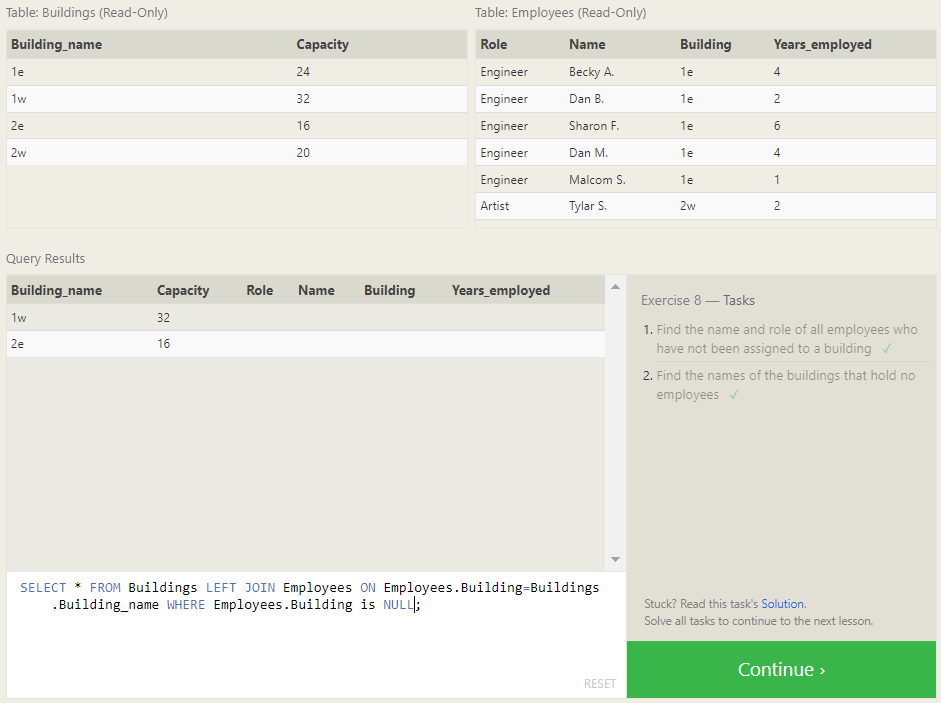 Table: Buildings (Read-Only)
Building_name Capacity
1e 24
1w 32
2e 16
2w 20
Table: Employees (Read-Only)
Role Name Building Years_employed
Engineer Becky A. 1e 4
Engineer Dan B. 1e 2
Engineer Sharon F. 1e 6
Engineer Dan M. 1e 4
Engineer Malcom S. 1e 1
Artist Tylar S. 2w 2
Query Results
Building_name Capacity Role Name Building Years_employed
1w 32
2e 16
SELECT * FROM Buildings LEFT JOIN Employees ON Employees.Building=Buildings
.Building_name WHERE Employees.Building is NULL;
RESET
Exercise 8 — Tasks
1. Find the name and role of all employees who
have not been assigned to a building ✓
2. Find the names of the buildings that hold no
employees ✓
Stuck? Read this task's Solution.
Solve all tasks to continue to the next lesson.
Continue ›